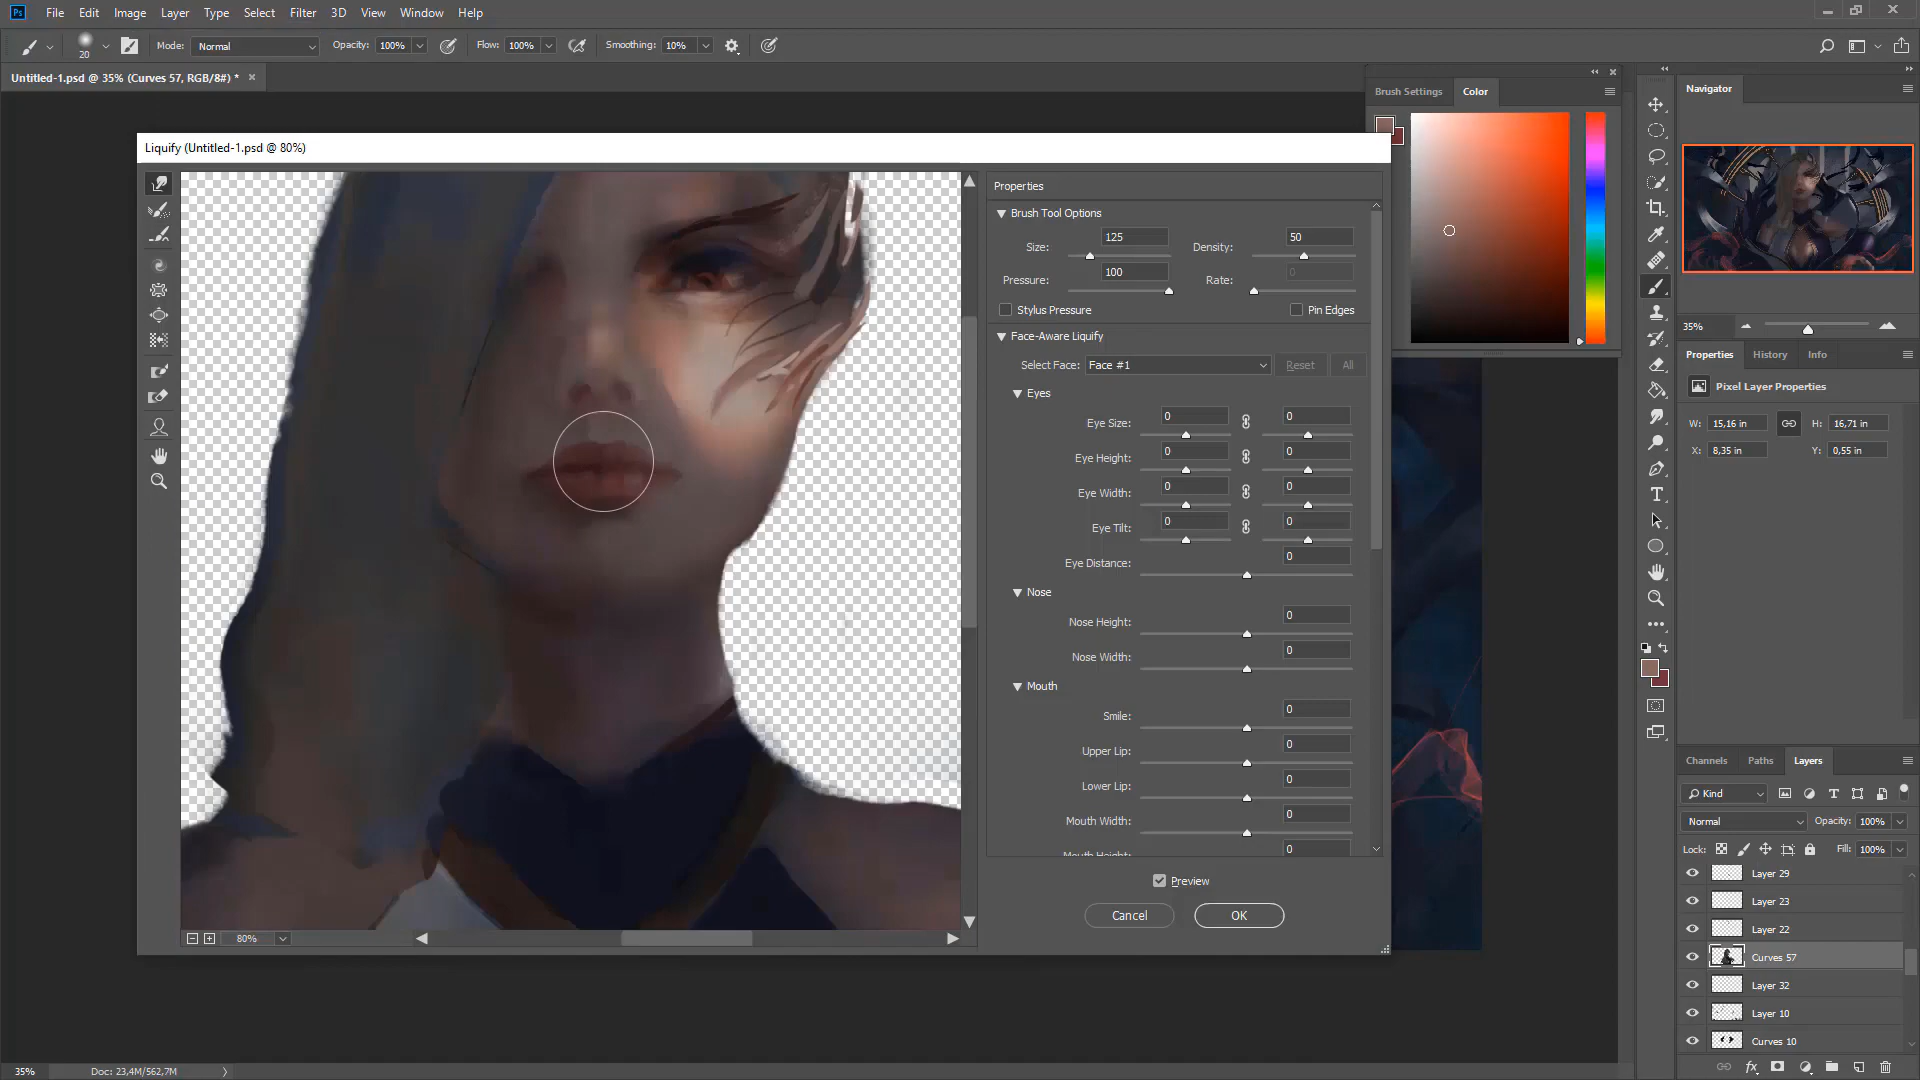 Ps File Edit Image Layer Type Select Filter 3D View Window Help
20 Mode: Normal Opacity: 100% Flow: 100% Smoothing: 10%
Untitled-1.psd @ 35% (Curves 57, RGB/8#) * ×
Brush Settings Color
Navigator
35%
Liquify (Untitled-1.psd @ 80%)
Properties
Brush Tool Options
Size: 125 Density: 50
Pressure: 100 Rate: 0
Stylus Pressure Pin Edges
Face-Aware Liquify
Select Face: Face #1 Reset All
Eyes
Eye Size: 0 0
Eye Height: 0 0
Eye Width: 0 0
Eye Tilt: 0 0
Eye Distance: 0
Nose
Nose Height: 0
Nose Width: 0
Mouth
Smile: 0
Upper Lip: 0
Lower Lip: 0
Mouth Width: 0
Mouth Height: 0
Preview
Cancel OK
80%
Properties History Info
Pixel Layer Properties
W: 15,16 in H: 16,71 in
X: 8,35 in Y: 0,55 in
Channels Paths Layers
Kind
Normal Opacity: 100%
Lock: Fill: 100%
Layer 29
Layer 23
Layer 22
Curves 57
Layer 32
Layer 10
Curves 10
fx
35% Doc: 23,4M/562,7M